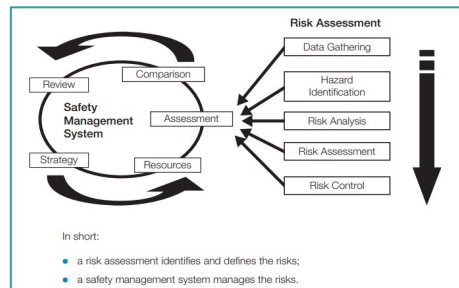 Risk Assessment
Data Gathering
Comparison
Review
Hazard
Identification
Safety
Management
System
Assessment
Risk Analysis
Strategy
Resources
Risk Assessment
Risk Control
In short:
• a risk assessment identifies and defines the risks;
• a safety management system manages the risks.